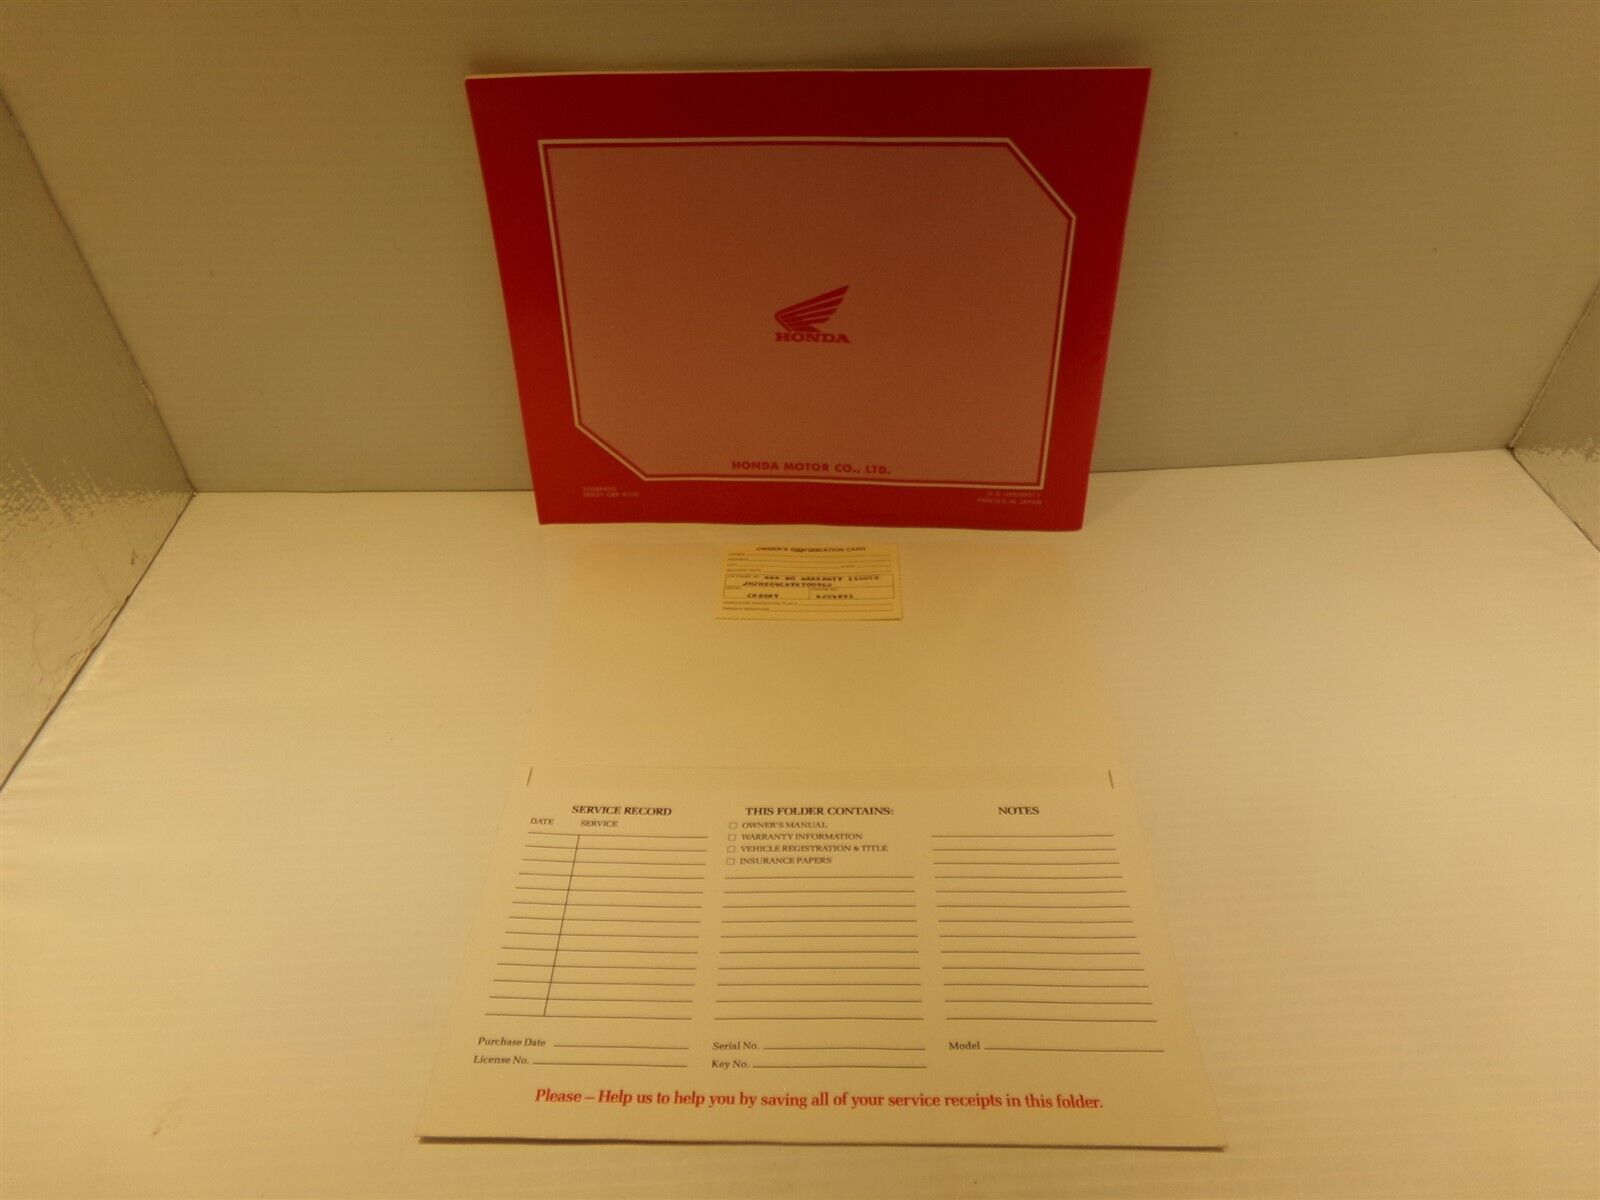 HONDA
HONDA MOTOR CO., LTD.
PRINTED IN JAPAN
OWNER'S IDENTIFICATION CARD
*** NO WARRANTY ISSUED
CR80RT
6204893
SERVICE RECORD
DATE SERVICE
THIS FOLDER CONTAINS:
☐ OWNER'S MANUAL
☐ WARRANTY INFORMATION
☐ VEHICLE REGISTRATION & TITLE
☐ INSURANCE PAPERS
NOTES
Purchase Date
License No.
Serial No.
Key No.
Model
Please – Help us to help you by saving all of your service receipts in this folder.